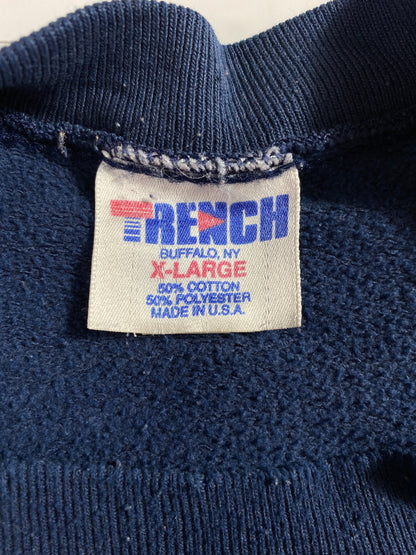 TRENCH
BUFFALO, NY
X-LARGE
50% COTTON
50% POLYESTER
MADE IN U.S.A.